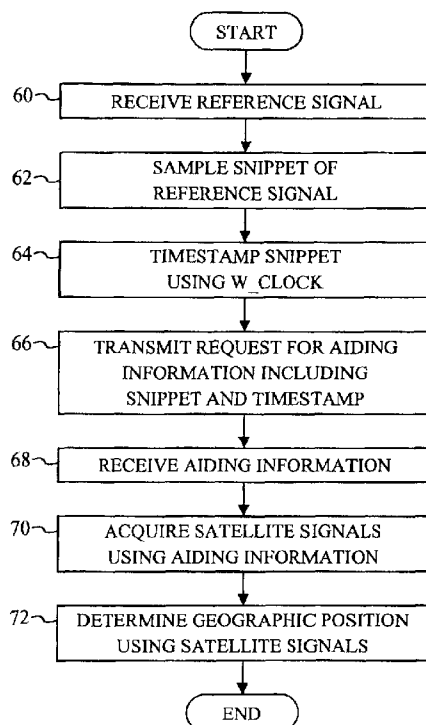 START
60
RECEIVE REFERENCE SIGNAL
62
SAMPLE SNIPPET OF
REFERENCE SIGNAL
64
TIMESTAMP SNIPPET
USING W_CLOCK
66
TRANSMIT REQUEST FOR AIDING
INFORMATION INCLUDING
SNIPPET AND TIMESTAMP
68
RECEIVE AIDING INFORMATION
70
ACQUIRE SATELLITE SIGNALS
USING AIDING INFORMATION
72
DETERMINE GEOGRAPHIC POSITION
USING SATELLITE SIGNALS
END